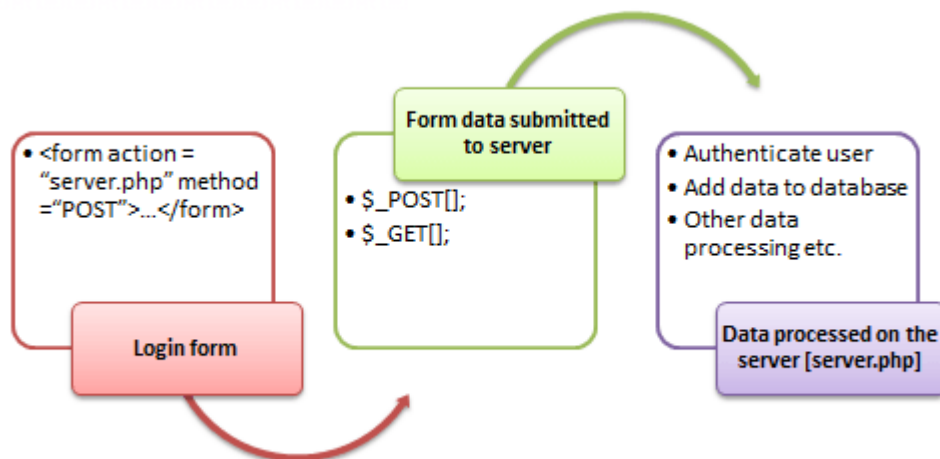 • <form action =
“server.php” method
=“POST”>...</form>
Login form
Form data submitted
to server
• $_POST[];
• $_GET[];
• Authenticate user
• Add data to database
• Other data
processing etc.
Data processed on the
server [server.php]